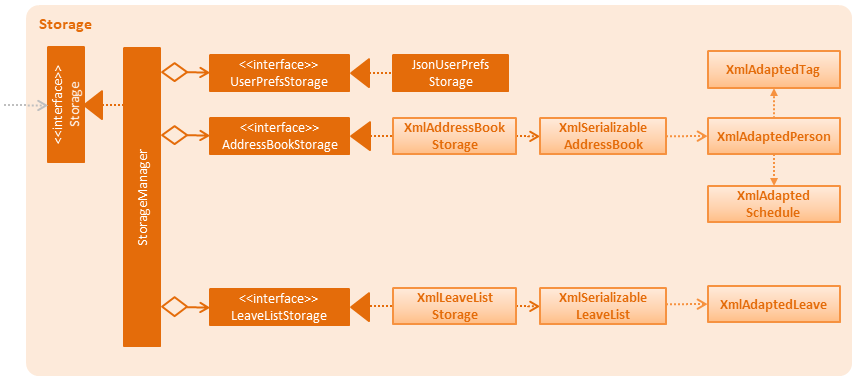 Storage
<<interface>>
Storage
StorageManager
<<interface>>
UserPrefsStorage
JsonUserPrefs
Storage
XmlAdaptedTag
<<interface>>
AddressBookStorage
XmlAddressBook
Storage
XmlSerializable
AddressBook
XmlAdaptedPerson
XmlAdapted
Schedule
<<interface>>
LeaveListStorage
XmlLeaveList
Storage
XmlSerializable
LeaveList
XmlAdaptedLeave